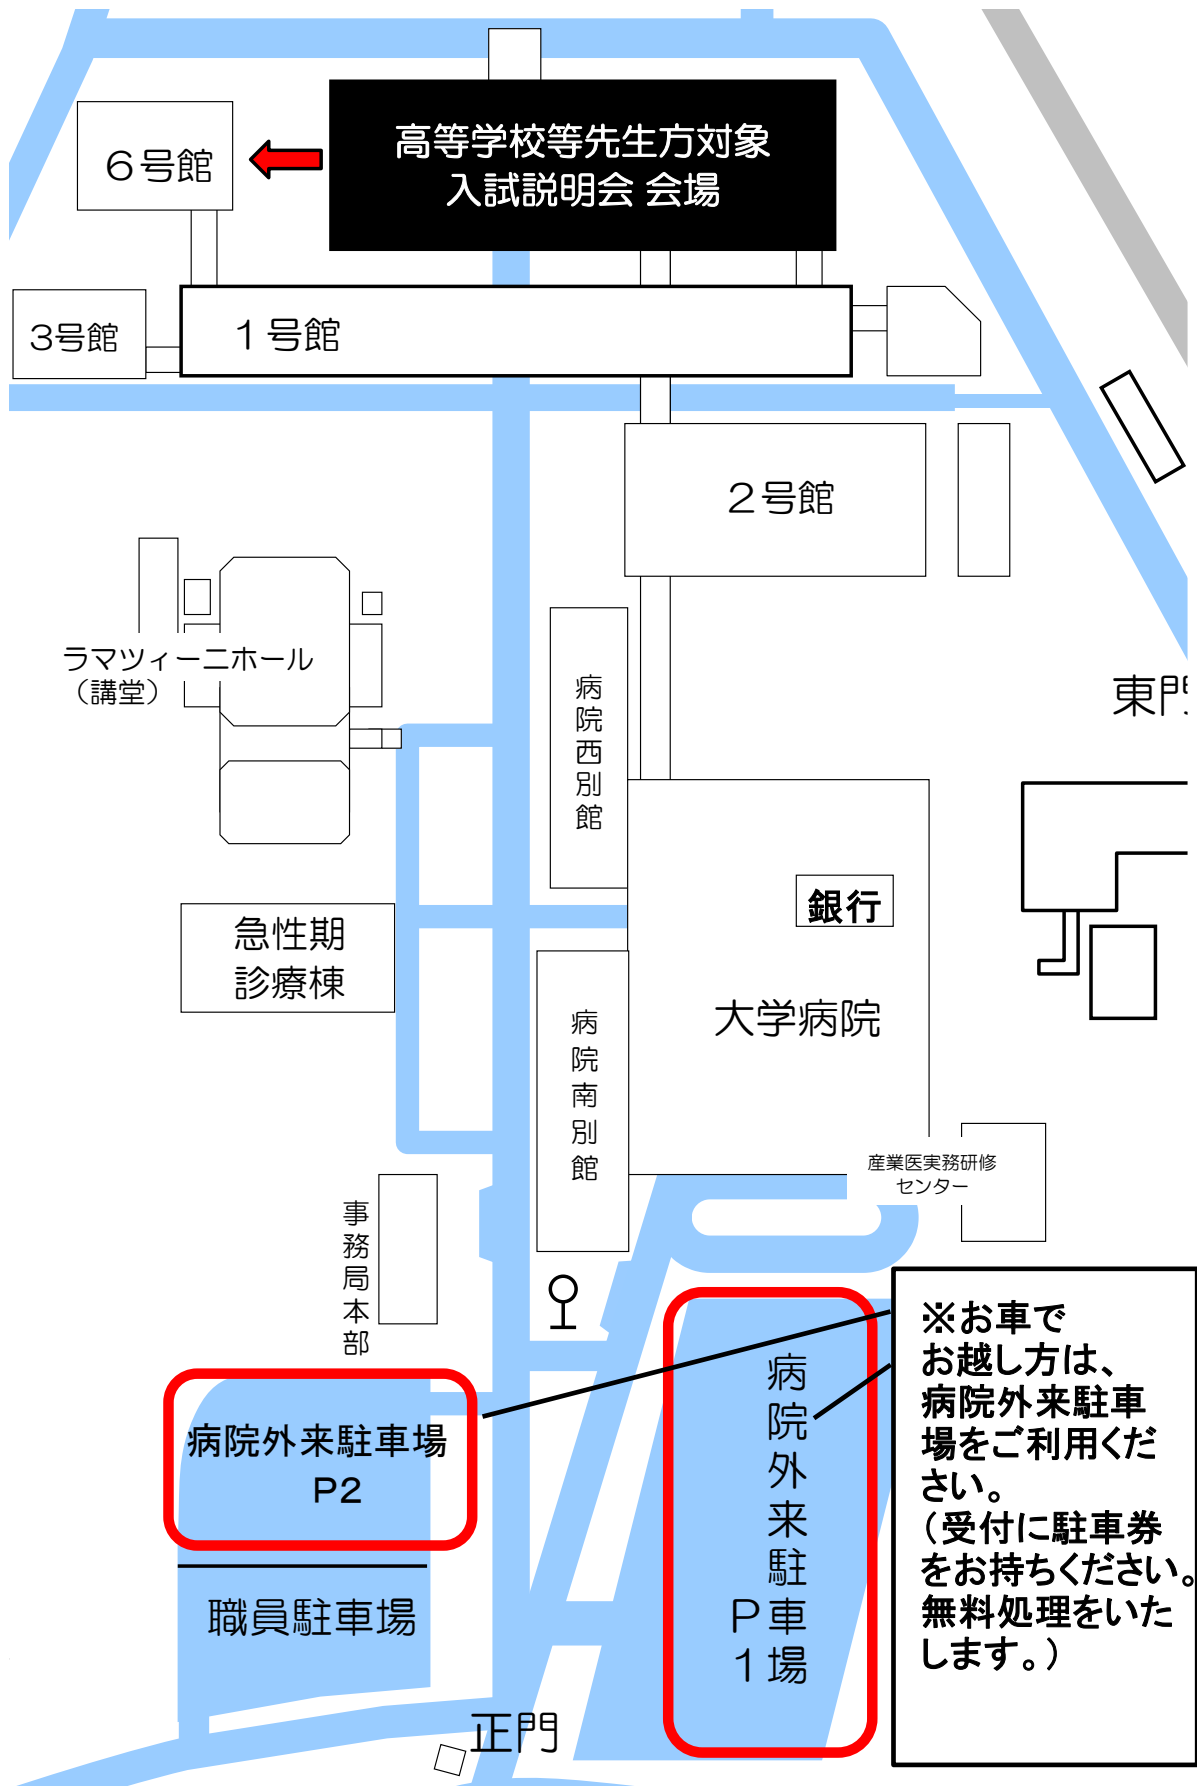 高等学校等先生方対象
入試説明会 会場
６号館
３号館
１号館
２号館
ラマツィーニホール
（講堂）
病院西別館
東門
銀行
急性期
診療棟
大学病院
病院南別館
産業医実務研修
センター
事務局本部
※お車で
お越し方は、
病院外来駐車
場をご利用くだ
さい。
（受付に駐車券
をお持ちください。
無料処理をいた
します。）
病院外来駐車場
P2
病院外来駐車場
Ｐ１
職員駐車場
正門